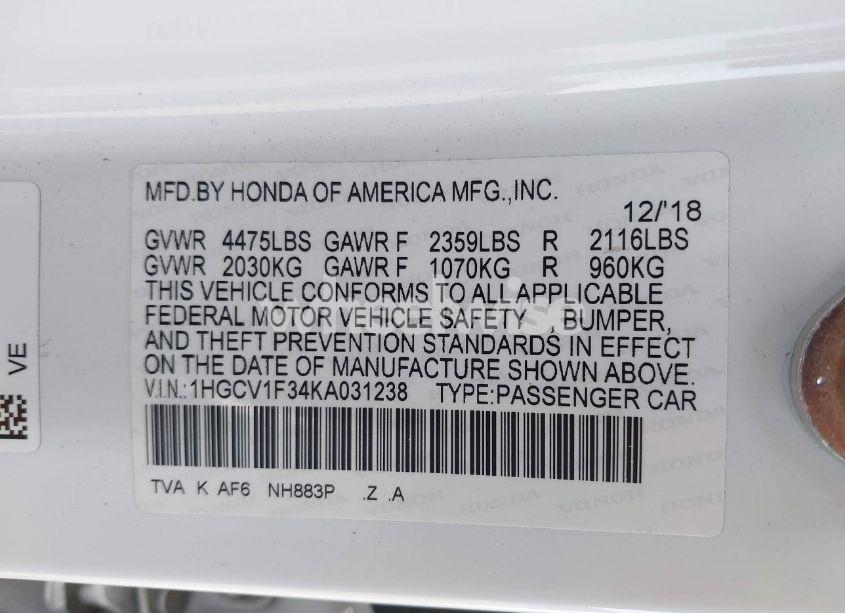 MFD.BY HONDA OF AMERICA MFG.,INC.
12/'18
GVWR 4475LBS GAWR F 2359LBS R 2116LBS
GVWR 2030KG GAWR F 1070KG R 960KG
THIS VEHICLE CONFORMS TO ALL APPLICABLE
FEDERAL MOTOR VEHICLE SAFETY , BUMPER,
AND THEFT PREVENTION STANDARDS IN EFFECT
ON THE DATE OF MANUFACTURE SHOWN ABOVE.
V.I.N.:1HGCV1F34KA031238 TYPE:PASSENGER CAR
TVA K AF6 NH883P .Z .A
VE